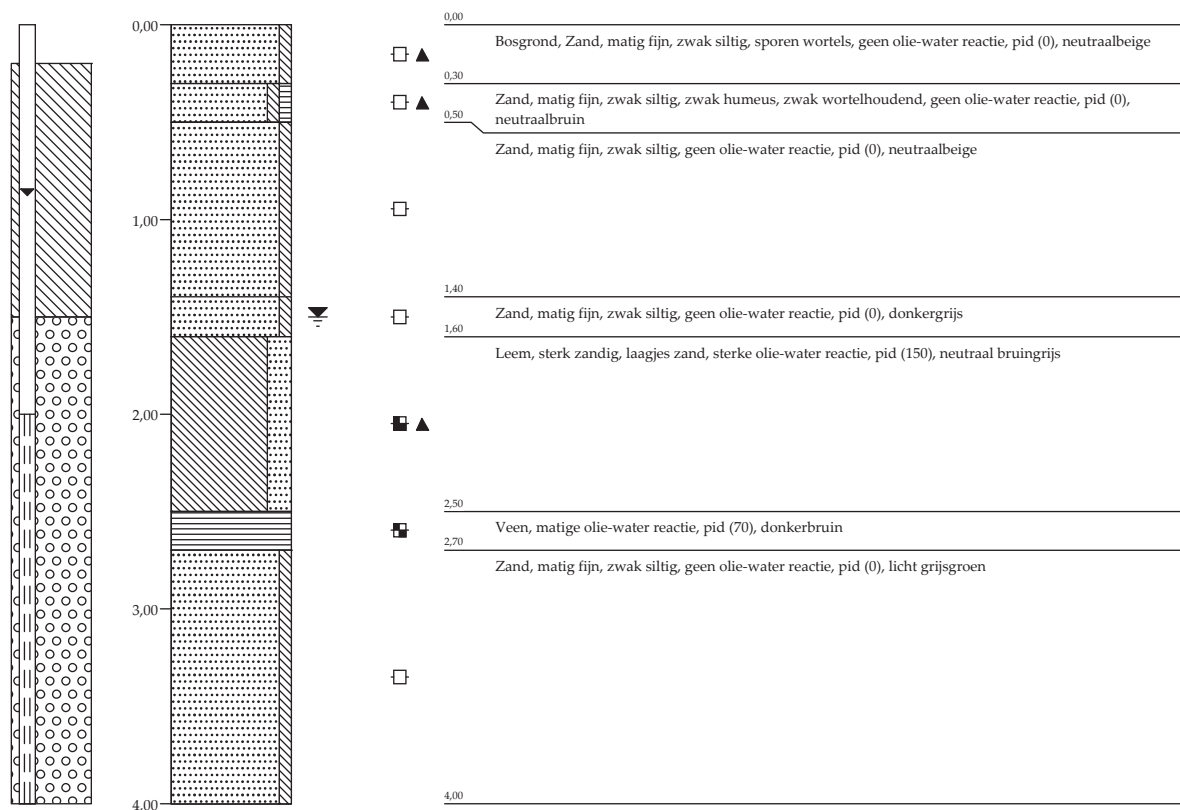 0,00
0,00
Bosgrond, Zand, matig fijn, zwak siltig, sporen wortels, geen olie-water reactie, pid (0), neutraalbeige
0,30
Zand, matig fijn, zwak siltig, zwak humeus, zwak wortelhoudend, geen olie-water reactie, pid (0),
neutraalbruin
0,50
Zand, matig fijn, zwak siltig, geen olie-water reactie, pid (0), neutraalbeige
1,00
1,40
Zand, matig fijn, zwak siltig, geen olie-water reactie, pid (0), donkergrijs
1,60
Leem, sterk zandig, laagjes zand, sterke olie-water reactie, pid (150), neutraal bruingrijs
2,00
2,50
Veen, matige olie-water reactie, pid (70), donkerbruin
2,70
Zand, matig fijn, zwak siltig, geen olie-water reactie, pid (0), licht grijsgroen
3,00
4,00
4,00